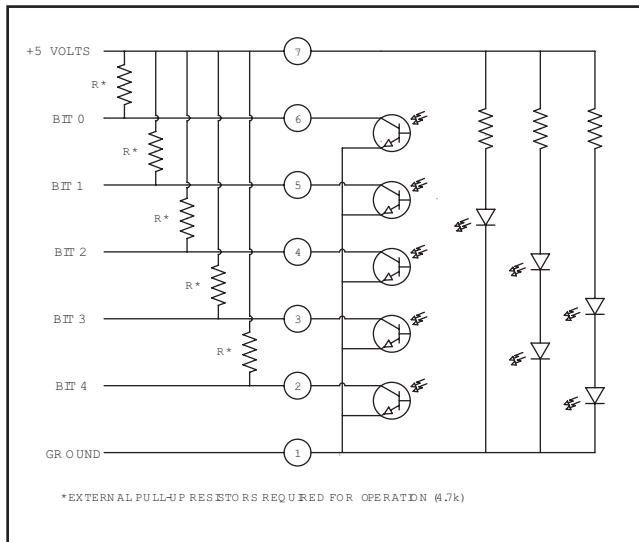 +5 VOLTS 7
R*
BIT 0 6
R*
BIT 1 5
R*
BIT 2 4
R*
BIT 3 3
R*
BIT 4 2
GROUND 1
*EXTERNAL PULL-UP RESISTORS REQUIRED FOR OPERATION (4.7k)